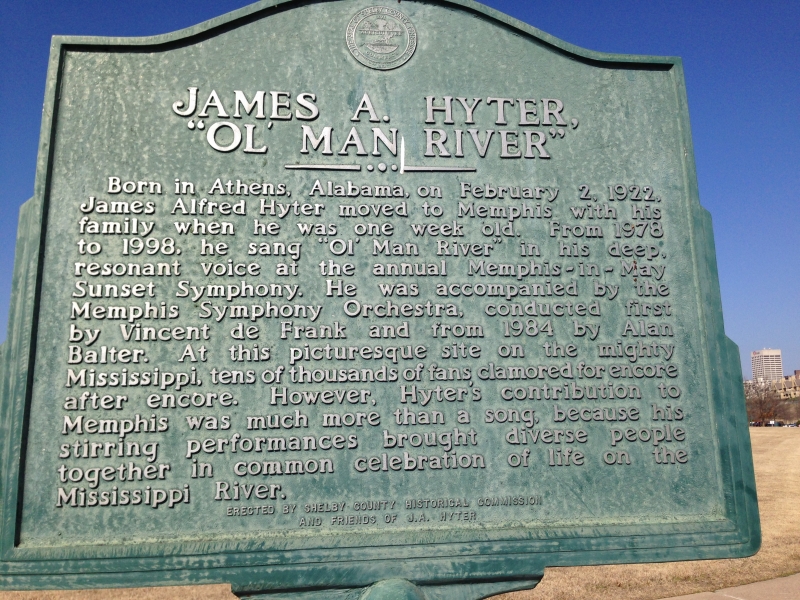 JAMES A. HYTER,
"OL' MAN RIVER"
Born in Athens, Alabama, on February 2, 1922,
James Alfred Hyter moved to Memphis with his
family when he was one week old. From 1978
to 1998, he sang "Ol' Man River" in his deep,
resonant voice at the annual Memphis-in-May
Sunset Symphony. He was accompanied by the
Memphis Symphony Orchestra, conducted first
by Vincent de Frank and from 1984 by Alan
Balter. At this picturesque site on the mighty
Mississippi, tens of thousands of fans clamored for encore
after encore. However, Hyter's contribution to
Memphis was much more than a song, because his
stirring performances brought diverse people
together in common celebration of life on the
Mississippi River.
ERECTED BY SHELBY COUNTY HISTORICAL COMMISSION
AND FRIENDS OF J.A. HYTER